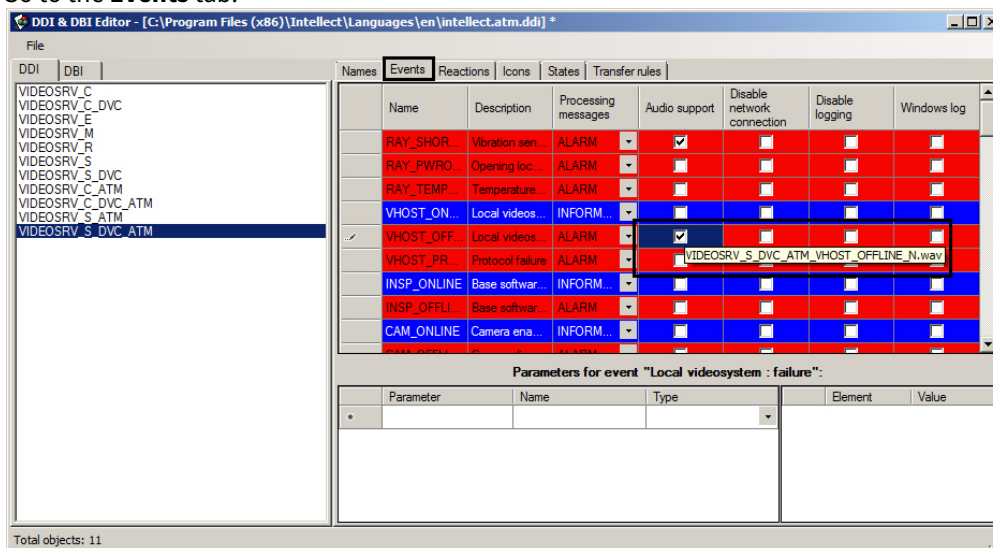 Go to the Events tab.
DDI & DBI Editor - [C:\Program Files (x86)\Intellect\Languages\en\intellect.atm.ddi] *
File
DDI DBI
VIDEOSRV_C
VIDEOSRV_C_DVC
VIDEOSRV_E
VIDEOSRV_M
VIDEOSRV_R
VIDEOSRV_S
VIDEOSRV_S_DVC
VIDEOSRV_C_ATM
VIDEOSRV_C_DVC_ATM
VIDEOSRV_S_ATM
VIDEOSRV_S_DVC_ATM
Names Events Reactions Icons States Transfer rules
Name Description Processing messages Audio support Disable network connection Disable logging Windows log
RAY_SHOR... Vibration sen... ALARM
RAY_PWRO... Opening loc... ALARM
RAY_TEMP... Temperature... ALARM
VHOST_ON... Local videos... INFORM...
VHOST_OFF... Local videos... ALARM
VIDEOSRV_S_DVC_ATM_VHOST_OFFLINE_N.wav
VHOST_PR... Protocol failure ALARM
INSP_ONLINE Base softwar... INFORM...
INSP_OFFLI... Base softwar... ALARM
CAM_ONLINE Camera ena... INFORM...
Parameters for event "Local videosystem : failure":
Parameter Name Type Element Value
Total objects: 11